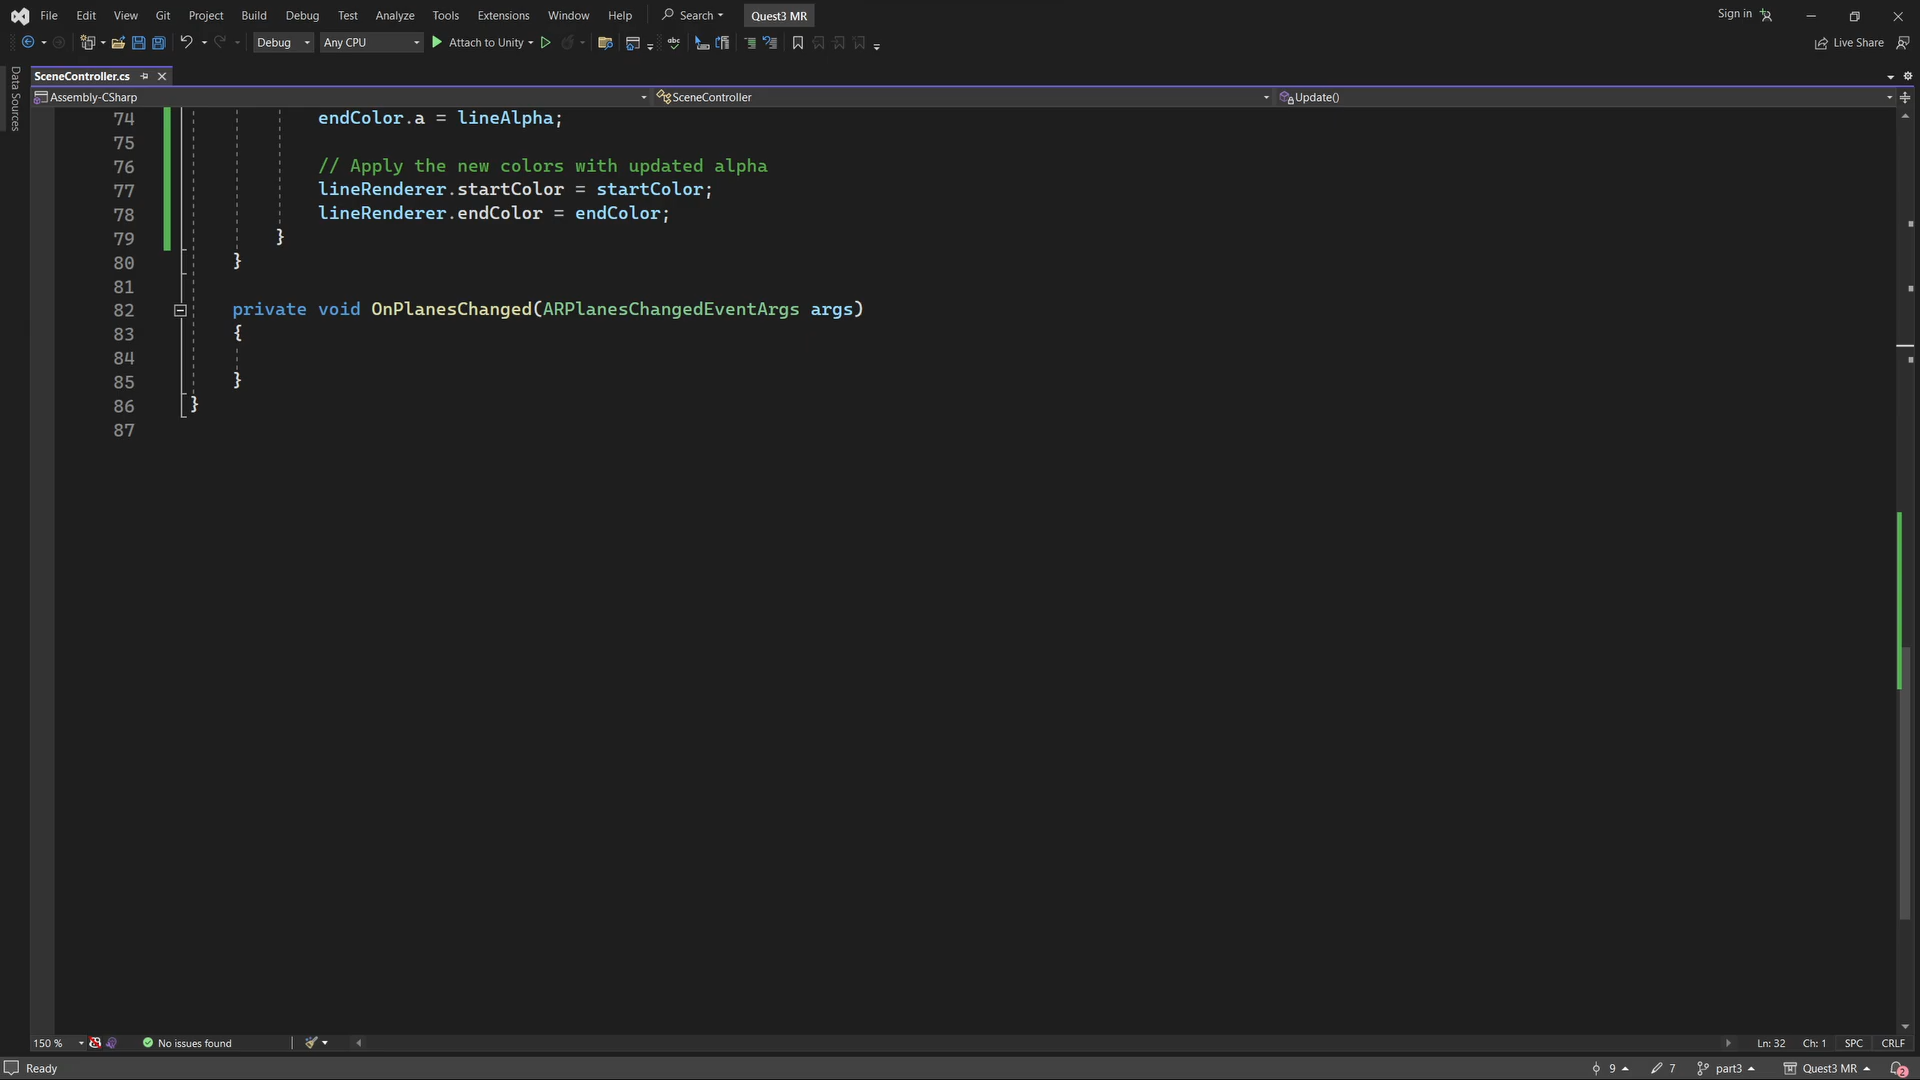 File Edit View Git Project Build Debug Test Analyze Tools Extensions Window Help Search Quest3 MR Sign in
Debug Any CPU Attach to Unity Live Share
Data Sources
SceneController.cs
Assembly-CSharp SceneController Update()
74 endColor.a = lineAlpha;
75
76 // Apply the new colors with updated alpha
77 lineRenderer.startColor = startColor;
78 lineRenderer.endColor = endColor;
79 }
80 }
81
82 private void OnPlanesChanged(ARPlanesChangedEventArgs args)
83 {
84
85 }
86 }
87
150 % No issues found Ln: 32 Ch: 1 SPC CRLF
Ready 9 7 part3 Quest3 MR 2